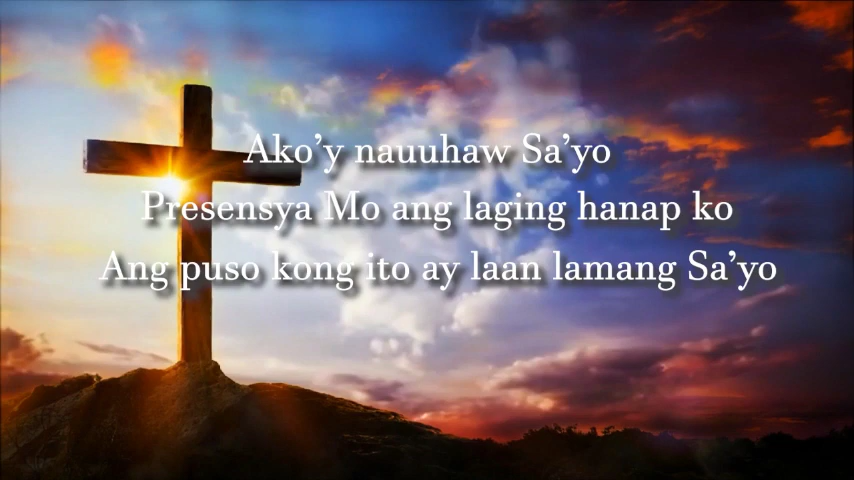 Ako’y nauuhaw Sa’yo
Presensya Mo ang laging hanap ko
Ang puso kong ito ay laan lamang Sa’yo